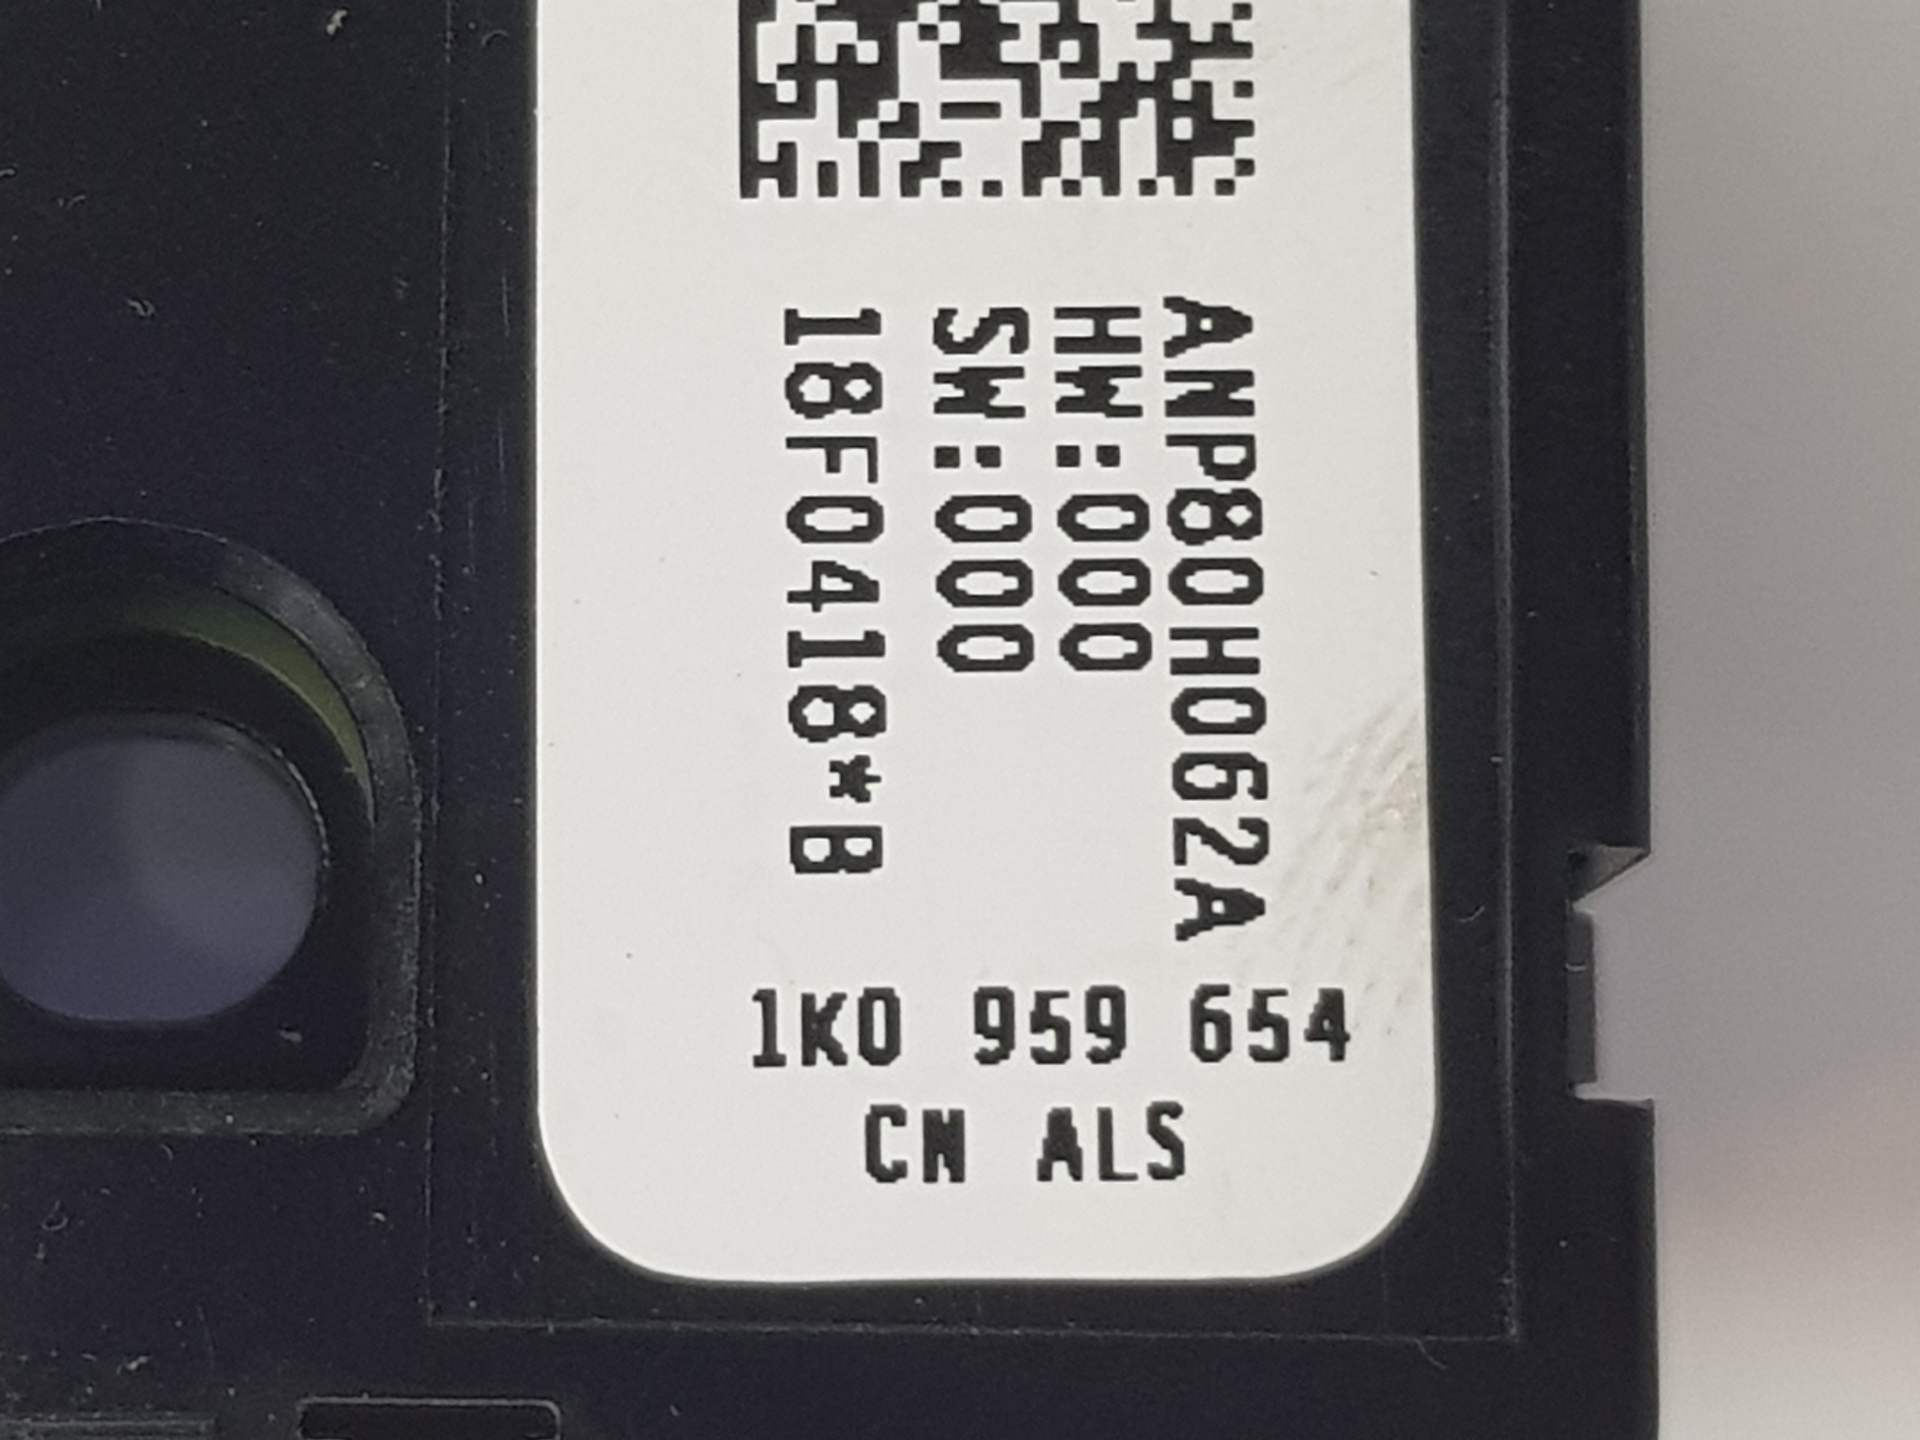 ANP80H062A
HW:000
SW:000
18F0418*B
1K0 959 654
CN ALS